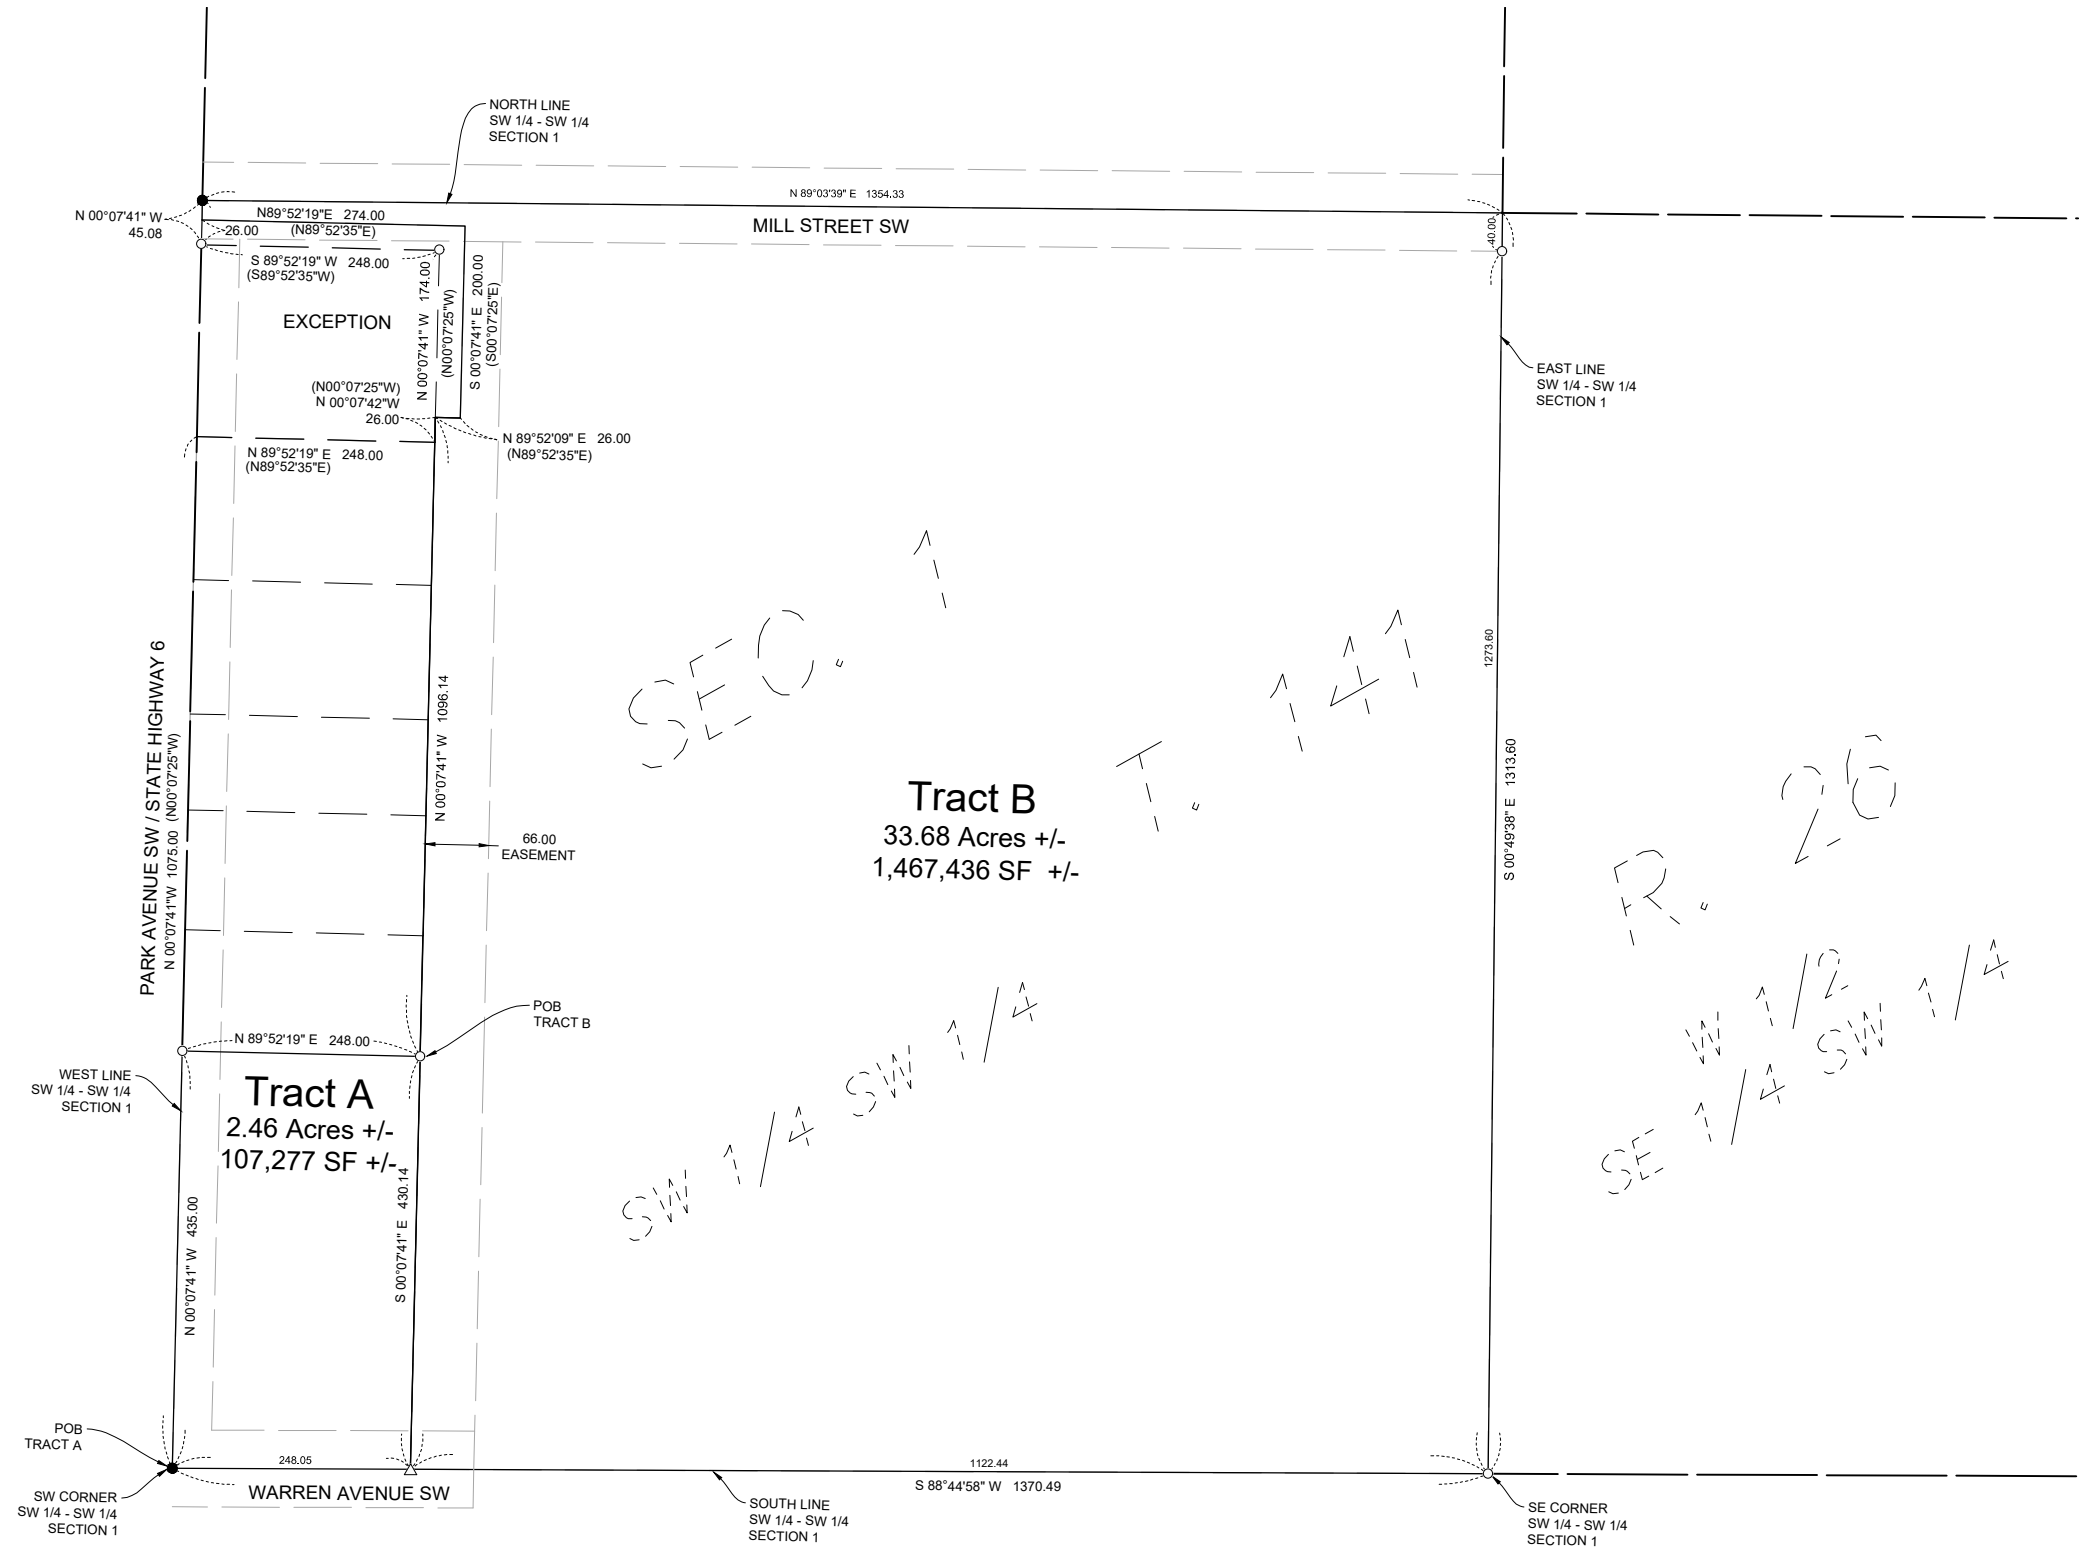 NORTH LINE
SW 1/4 - SW 1/4
SECTION 1
N 89°03'39" E 1354.33
MILL STREET SW
N 00°07'41" W
45.08
N89°52'19"E 274.00
(N89°52'35"E)
26.00
S 89°52'19" W 248.00
(S89°52'35"W)
40.00
EXCEPTION
N 00°07'41" W 174.00
(N00°07'25"W)
S 00°07'41" E 200.00
(S00°07'25"E)
EAST LINE
SW 1/4 - SW 1/4
SECTION 1
(N00°07'25"W)
N 00°07'42"W
26.00
N 89°52'09" E 26.00
(N89°52'35"E)
N 89°52'19" E 248.00
(N89°52'35"E)
SEC. 1
T. 141
R. 26
1273.60
S 00°49'38" E 1313.60
PARK AVENUE SW / STATE HIGHWAY 6
N 00°07'41"W 1075.00 (N00°07'25"W)
N 00°07'41" W 1096.14
66.00
EASEMENT
Tract B
33.68 Acres +/-
1,467,436 SF +/-
W 1/2
SE 1/4 SW 1/4
SW 1/4 SW 1/4
POB
TRACT B
N 89°52'19" E 248.00
WEST LINE
SW 1/4 - SW 1/4
SECTION 1
Tract A
2.46 Acres +/-
107,277 SF +/-
N 00°07'41" W 435.00
S 00°07'41" E 430.14
POB
TRACT A
248.05
1122.44
S 88°44'58" W 1370.49
WARREN AVENUE SW
SW CORNER
SW 1/4 - SW 1/4
SECTION 1
SOUTH LINE
SW 1/4 - SW 1/4
SECTION 1
SE CORNER
SW 1/4 - SW 1/4
SECTION 1